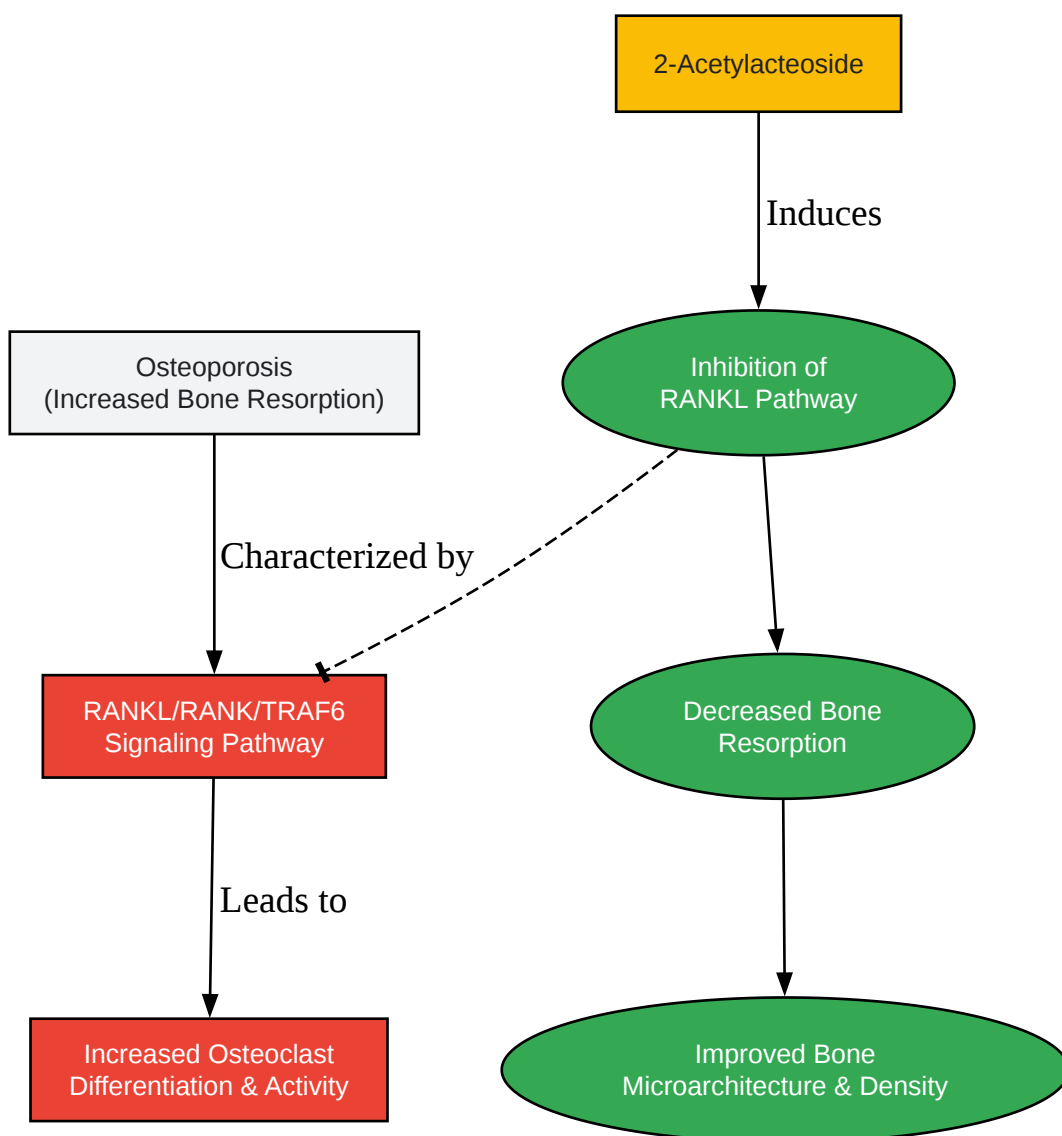 2-Acetylacteoside
Induces
Osteoporosis
(Increased Bone Resorption)
Inhibition of
RANKL Pathway
Characterized by
RANKL/RANK/TRAF6
Signaling Pathway
Decreased Bone
Resorption
Leads to
Increased Osteoclast
Differentiation & Activity
Improved Bone
Microarchitecture & Density